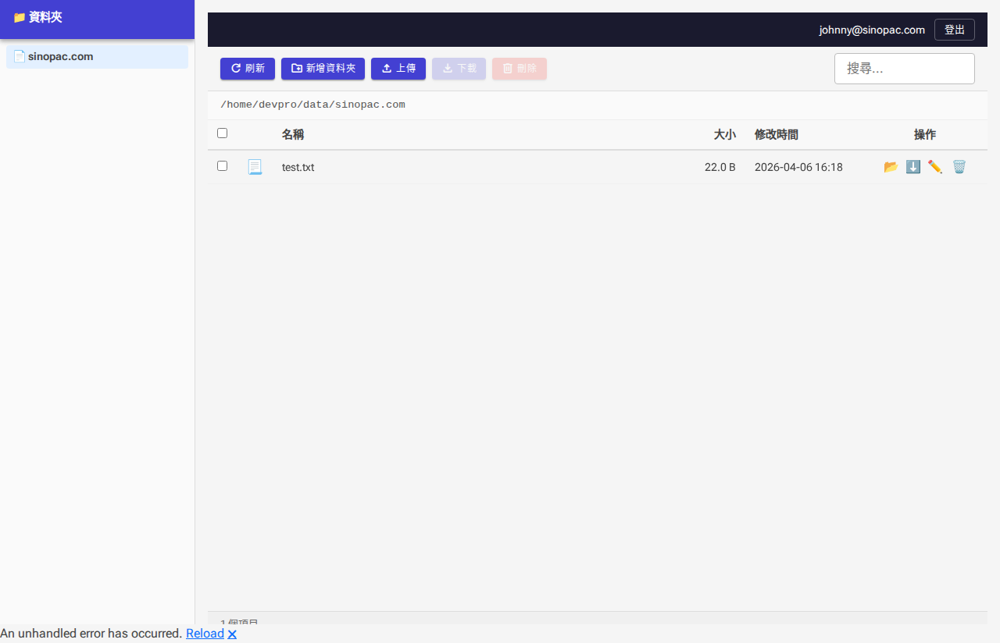 資料夾
sinopac.com
johnny@sinopac.com 登出
刷新 新增資料夾 上傳 下載 刪除 搜尋...
/home/devpro/data/sinopac.com
名稱 大小 修改時間 操作
test.txt 22.0 B 2026-04-06 16:18
1 個項目
An unhandled error has occurred. Reload